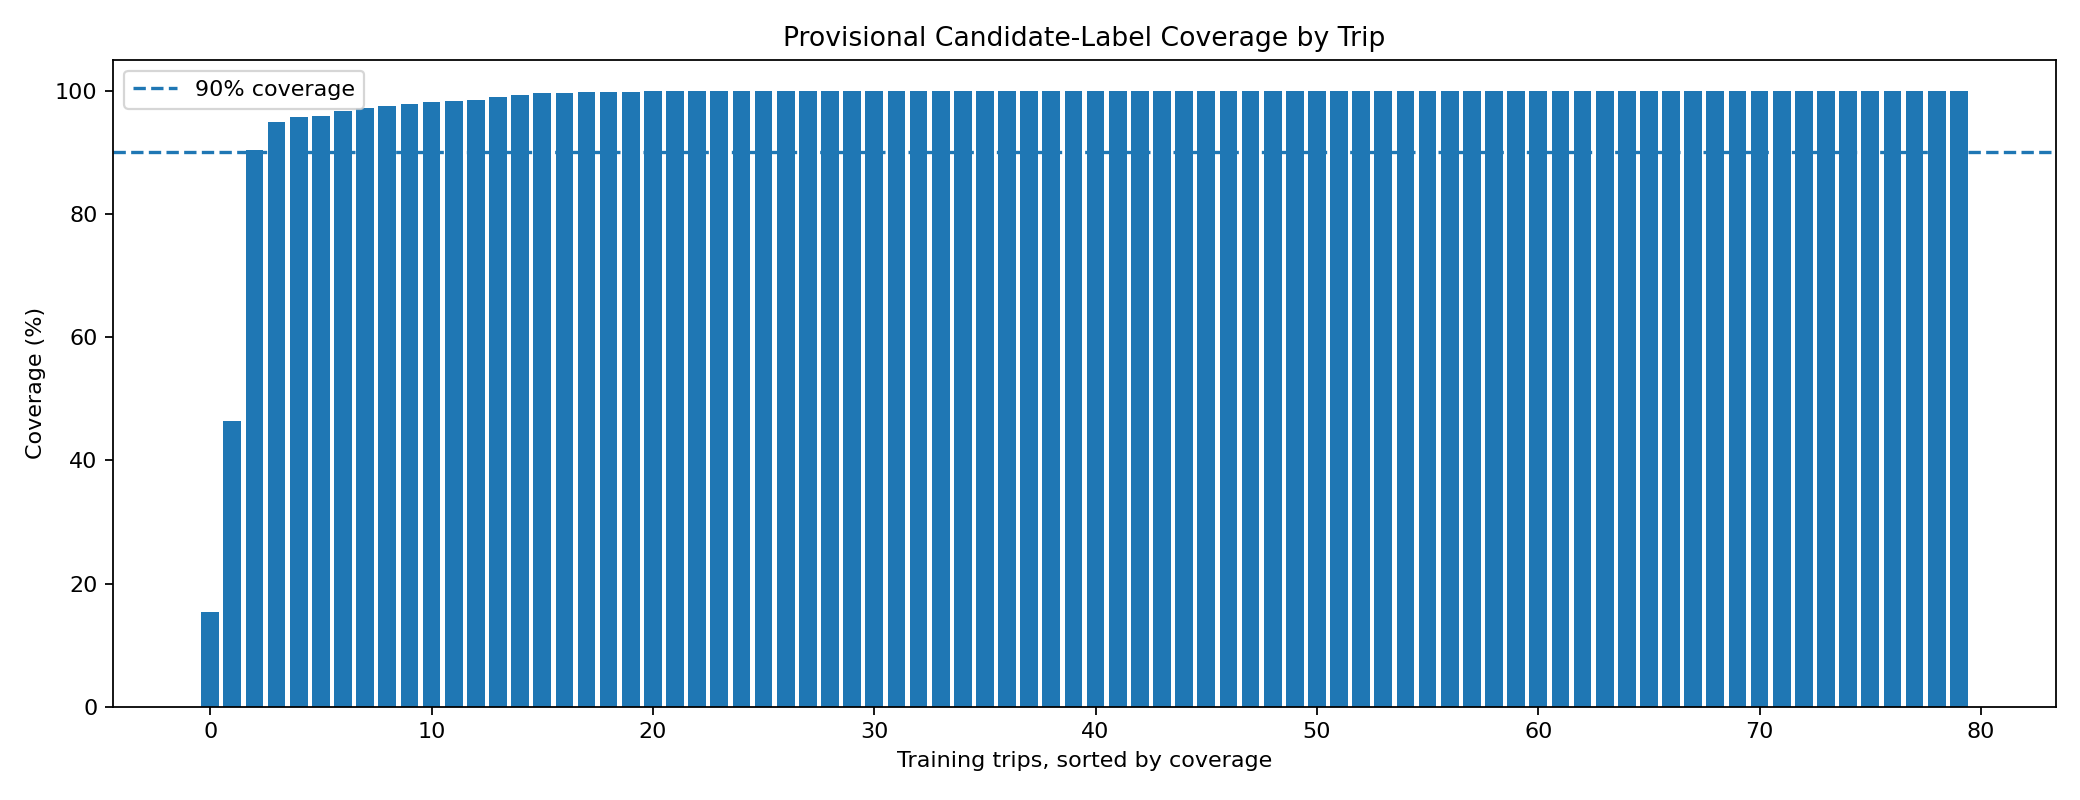 Provisional Candidate-Label Coverage by Trip
90% coverage
Coverage (%)
100
80
60
40
20
0
0 10 20 30 40 50 60 70 80
Training trips, sorted by coverage